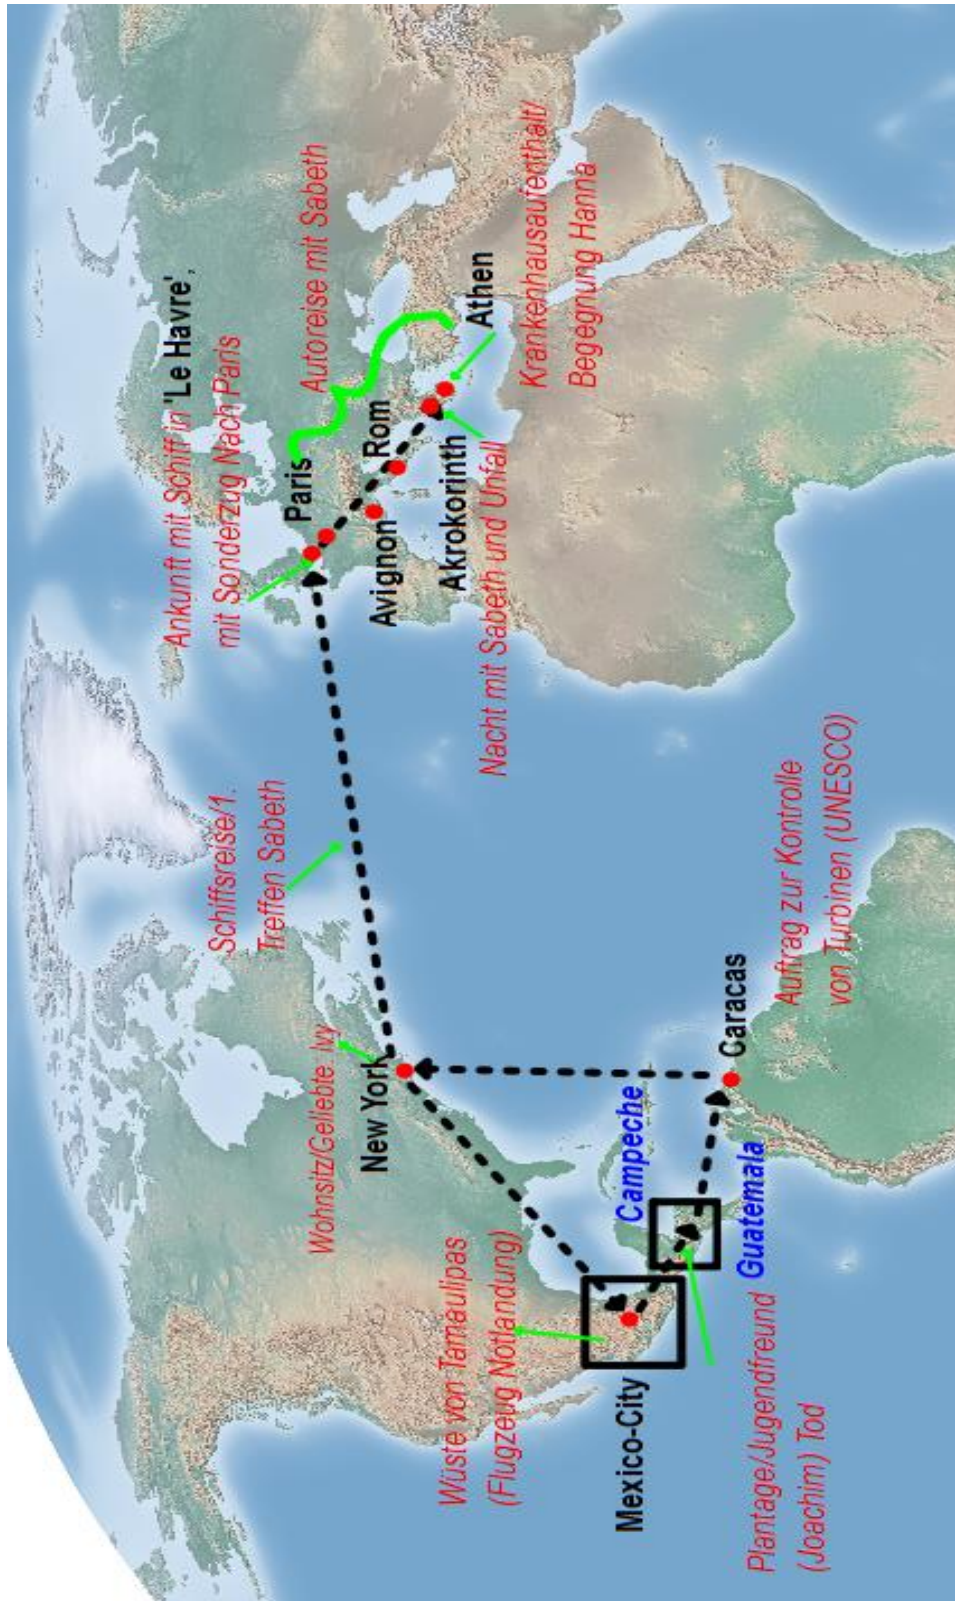 Ankunft mit Schiff in 'Le Havre',
mit Sonderzug Nach Paris
Autoreise mit Sabeth
Schiffsreise/1.
Treffen Sabeth
Paris
Wohnsitz/Geliebte: Ivy
New York
Rom
Avignon
Athen
Akrokorinth
Wüste von Tamaulipas
(Flugzeug Notlandung)
Nacht mit Sabeth und Unfall
Krankenhausaufenthalt/
Begegnung Hanna
Mexico-City
Campeche
Caracas
Guatemala
Plantage/Jugendfreund
(Joachim) Tod
Auftrag zur Kontrolle
von Turbinen (UNESCO)